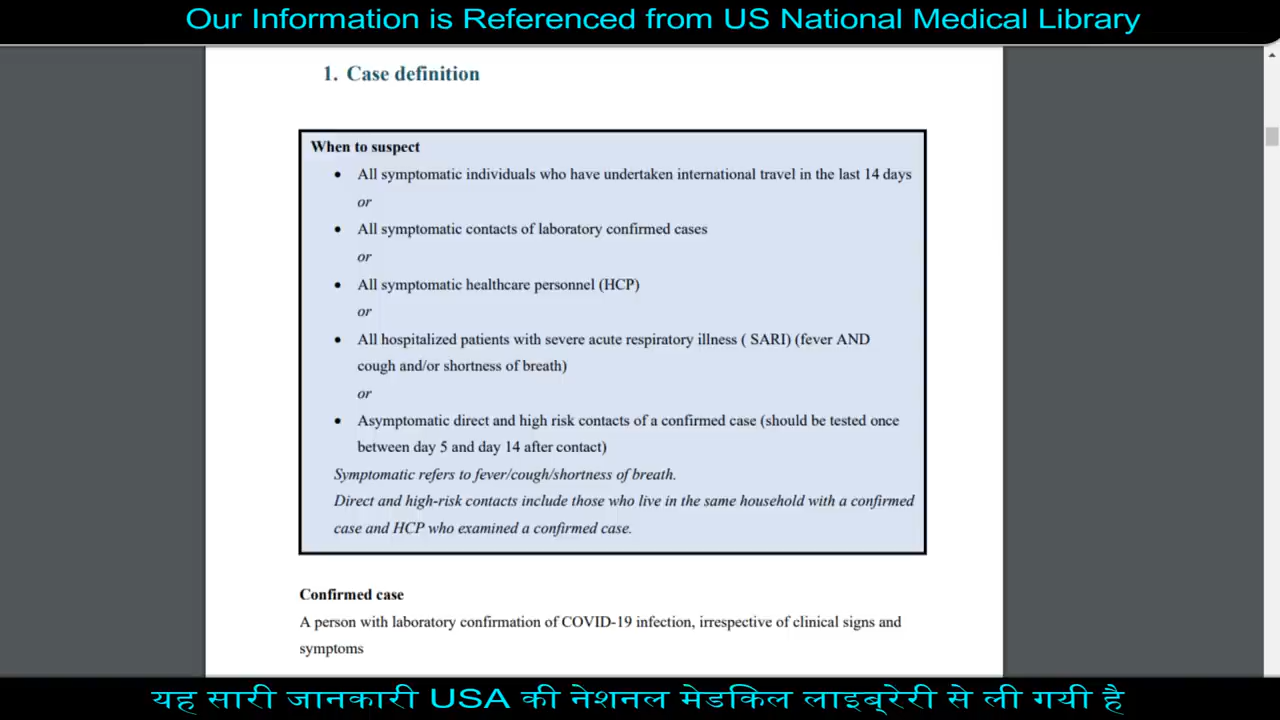 Our Information is Referenced from US National Medical Library
1. Case definition
When to suspect
• All symptomatic individuals who have undertaken international travel in the last 14 days
or
• All symptomatic contacts of laboratory confirmed cases
or
• All symptomatic healthcare personnel (HCP)
or
• All hospitalized patients with severe acute respiratory illness ( SARI) (fever AND
cough and/or shortness of breath)
or
• Asymptomatic direct and high risk contacts of a confirmed case (should be tested once
between day 5 and day 14 after contact)
Symptomatic refers to fever/cough/shortness of breath.
Direct and high-risk contacts include those who live in the same household with a confirmed
case and HCP who examined a confirmed case.
Confirmed case
A person with laboratory confirmation of COVID-19 infection, irrespective of clinical signs and
symptoms
यह सारी जानकारी USA की नेशनल मेडकिल लाइब्रेरी से ली गयी है